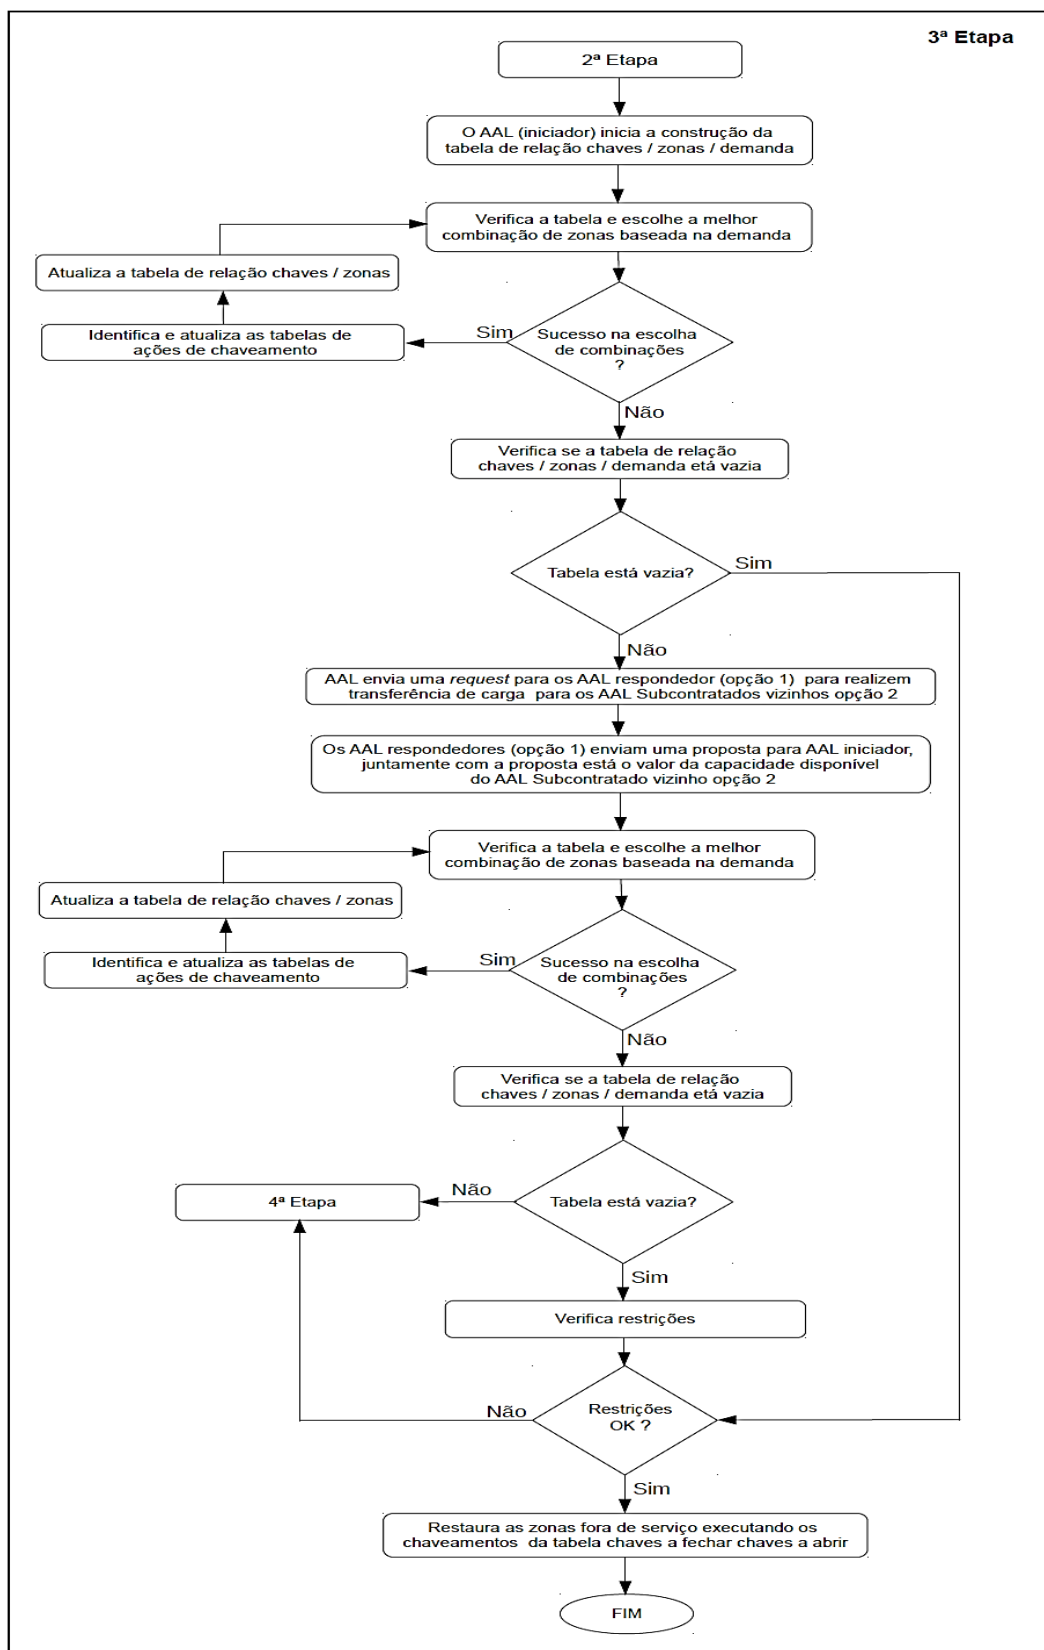 3ª Etapa
2ª Etapa
O AAL (iniciador) inicia a construção da
tabela de relação chaves / zonas / demanda
Verifica a tabela e escolhe a melhor
combinação de zonas baseada na demanda
Atualiza a tabela de relação chaves / zonas
Identifica e atualiza as tabelas de
ações de chaveamento
Sim
Sucesso na escolha
de combinações
?
Não
Verifica se a tabela de relação
chaves / zonas / demanda etá vazia
Tabela está vazia?
Sim
Não
AAL envia uma request para os AAL respondedor (opção 1) para realizem
transferência de carga para os AAL Subcontratados vizinhos opção 2
Os AAL respondedores (opção 1) enviam uma proposta para AAL iniciador,
juntamente com a proposta está o valor da capacidade disponível
do AAL Subcontratado vizinho opção 2
Verifica a tabela e escolhe a melhor
combinação de zonas baseada na demanda
Atualiza a tabela de relação chaves / zonas
Identifica e atualiza as tabelas de
ações de chaveamento
Sim
Sucesso na escolha
de combinações
?
Não
Verifica se a tabela de relação
chaves / zonas / demanda etá vazia
4ª Etapa
Não
Tabela está vazia?
Sim
Verifica restrições
Não
Restrições
OK ?
Sim
Restaura as zonas fora de serviço executando os
chaveamentos da tabela chaves a fechar chaves a abrir
FIM